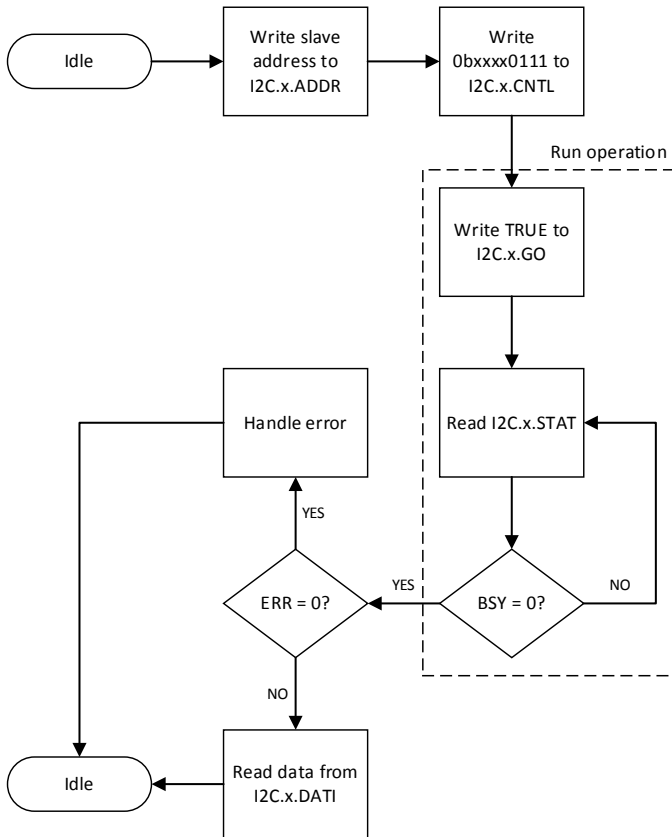 Idle
Write slave
address to
I2C.x.ADDR
Write
0bxxxx0111 to
I2C.x.CNTL
Run operation
Write TRUE to
I2C.x.GO
Handle error
Read I2C.x.STAT
YES
ERR = 0?
YES
BSY = 0?
NO
NO
Idle
Read data from
I2C.x.DATI